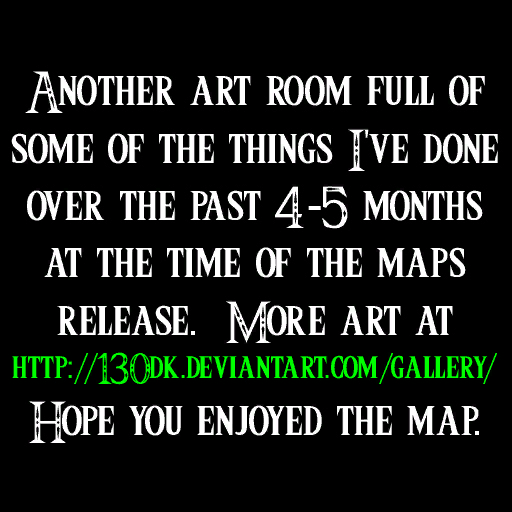 Another art room full of
some of the things I've done
over the past 4-5 months
at the time of the maps
release. More art at
http://130dk.deviantart.com/gallery/
Hope you enjoyed the map.